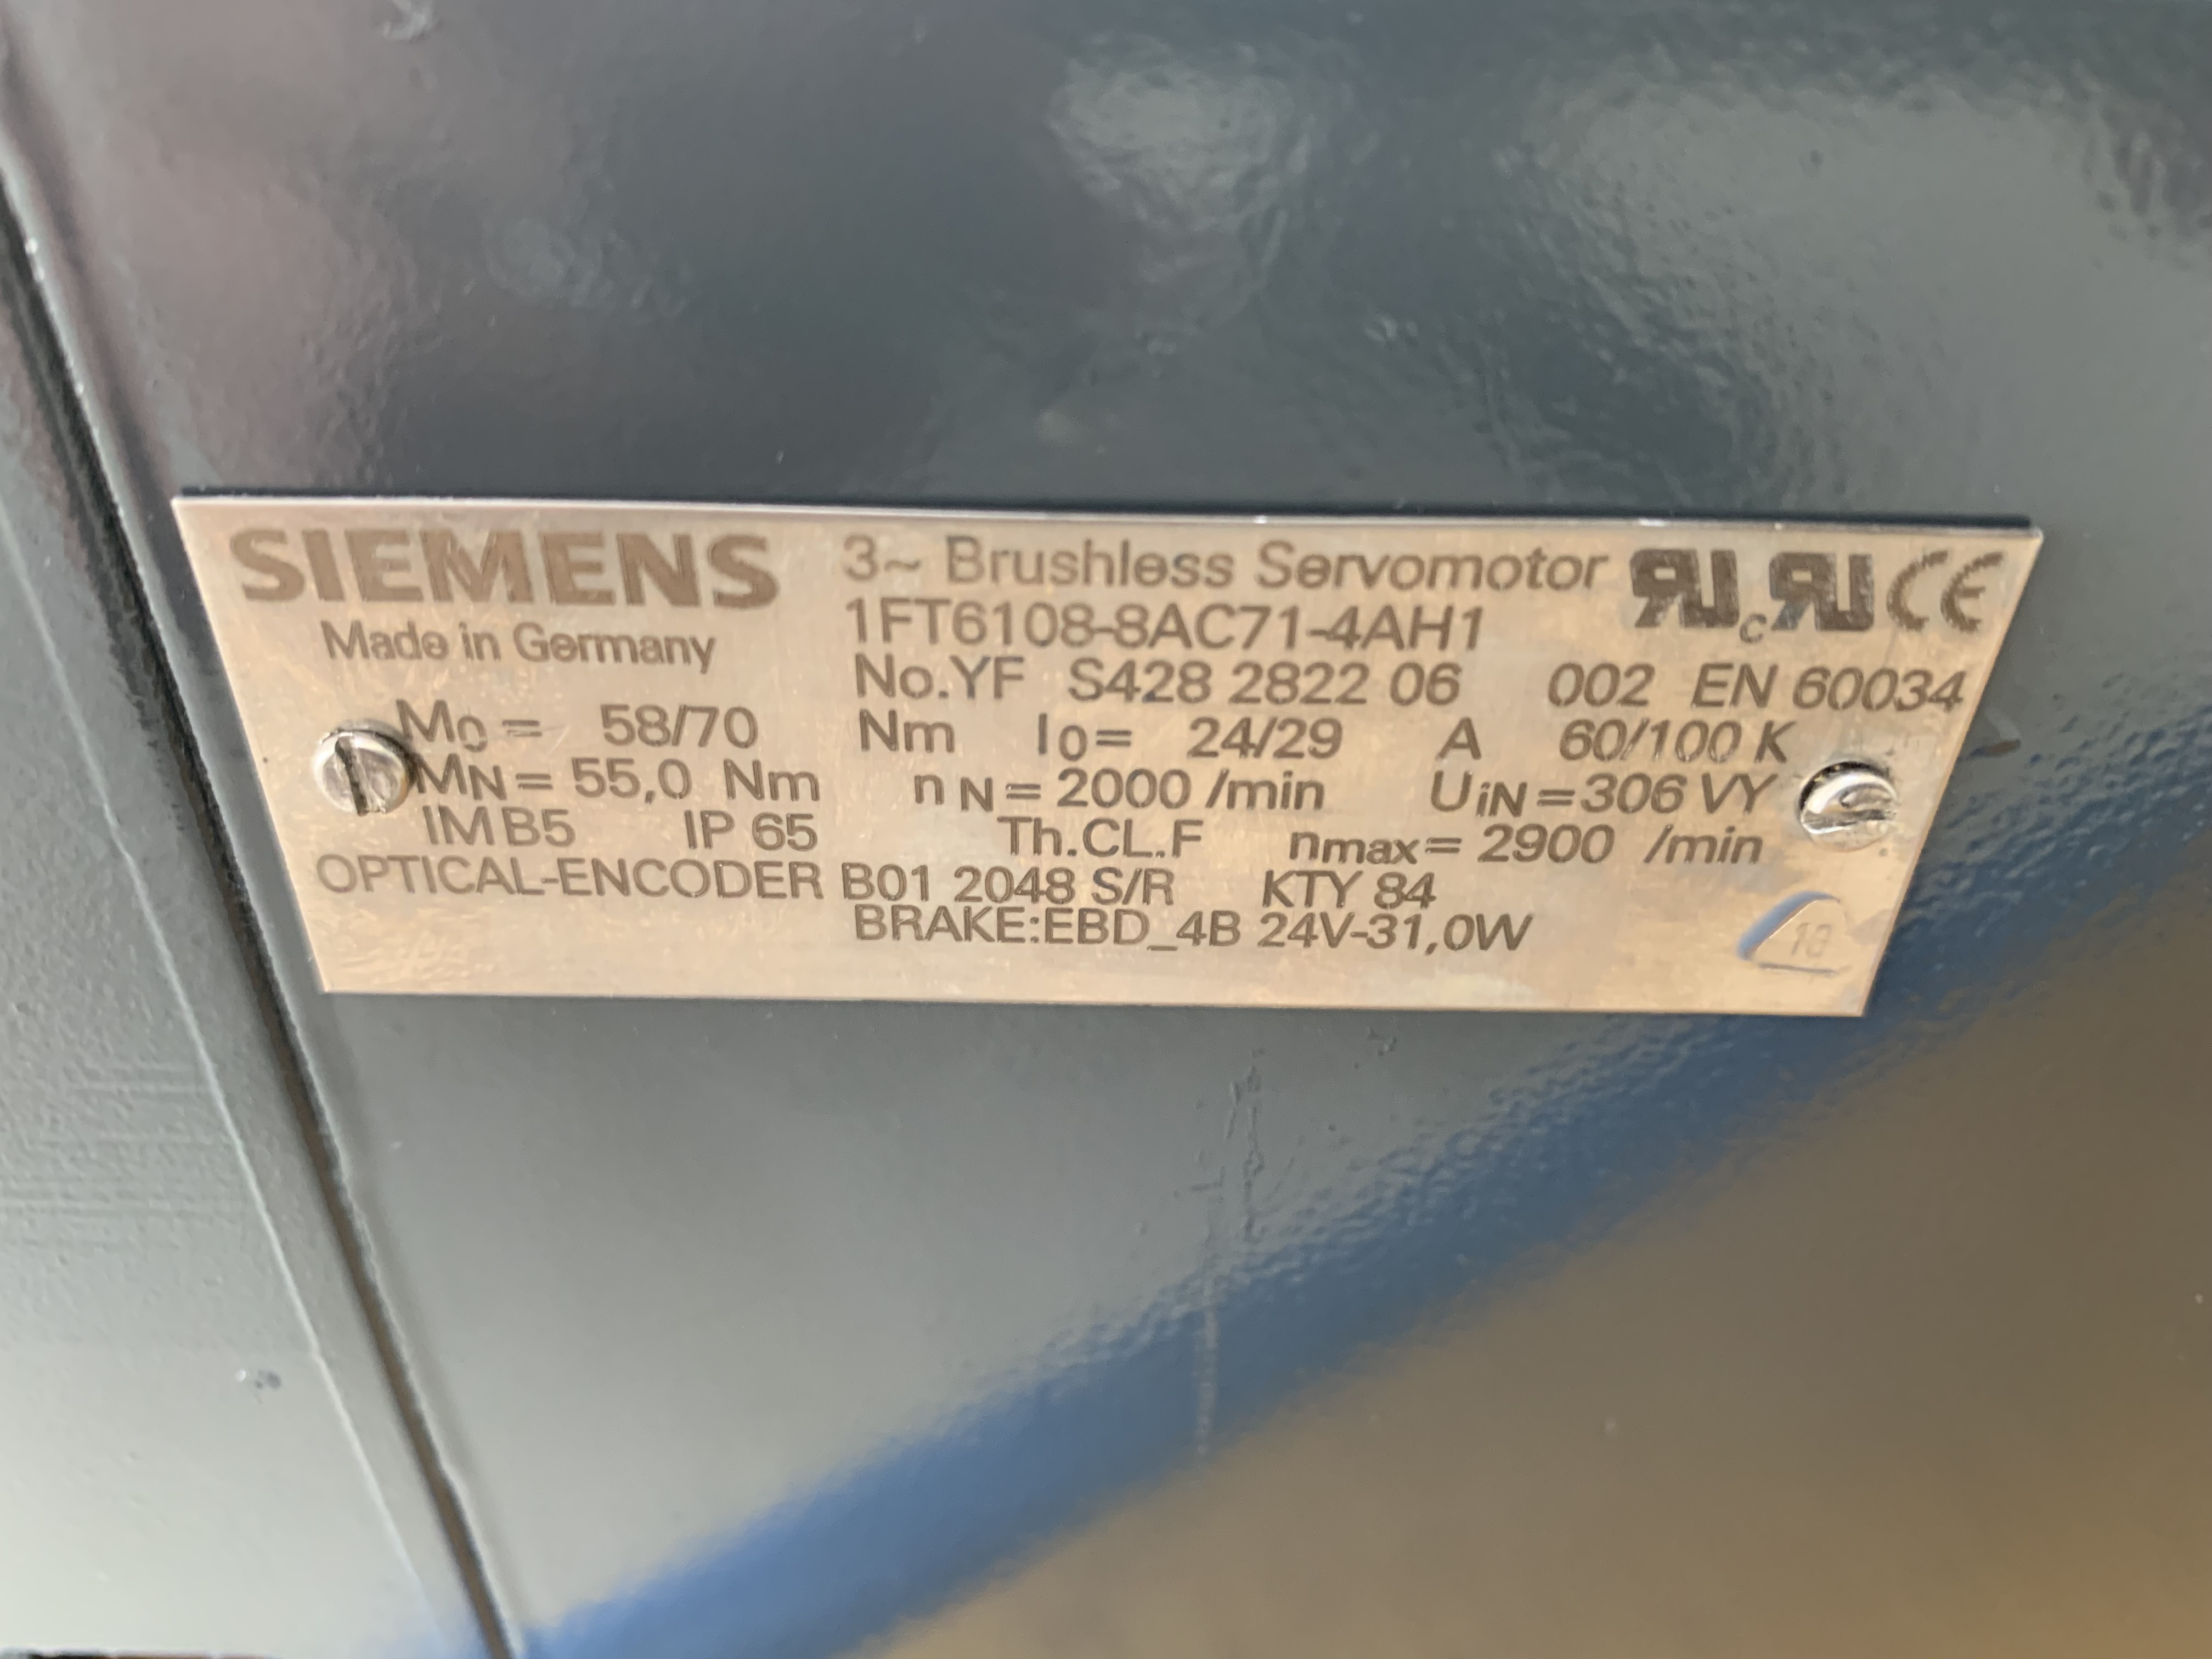 SIEMENS 3~ Brushless Servomotor
Made in Germany 1FT6108-8AC71-4AH1
No.YF S428 2822 06 002 EN 60034
M0 = 58/70 Nm I0= 24/29 A 60/100 K
MN= 55,0 Nm nN= 2000 /min UiN=306 VY
IM B5 IP 65 Th.CL.F nmax= 2900 /min
OPTICAL-ENCODER B01 2048 S/R KTY 84
BRAKE:EBD_4B 24V-31,0W